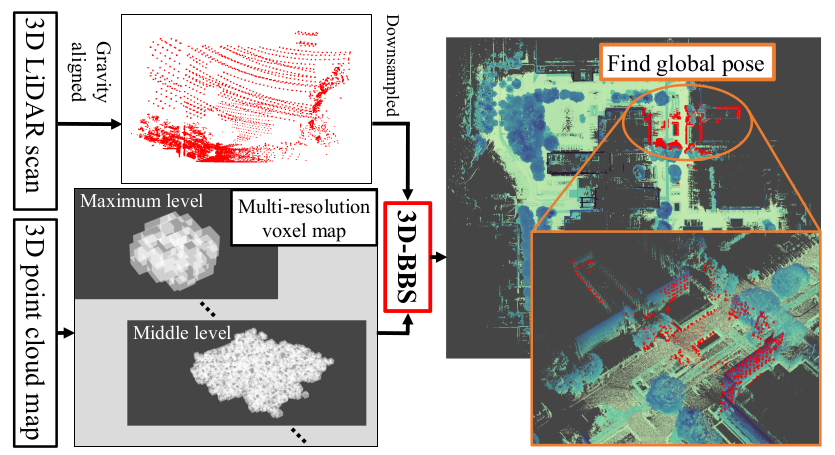 3D LiDAR scan
Gravity
aligned
Downsampled
Find global pose
Maximum level
Multi-resolution
voxel map
3D-BBS
3D point cloud map
Middle level